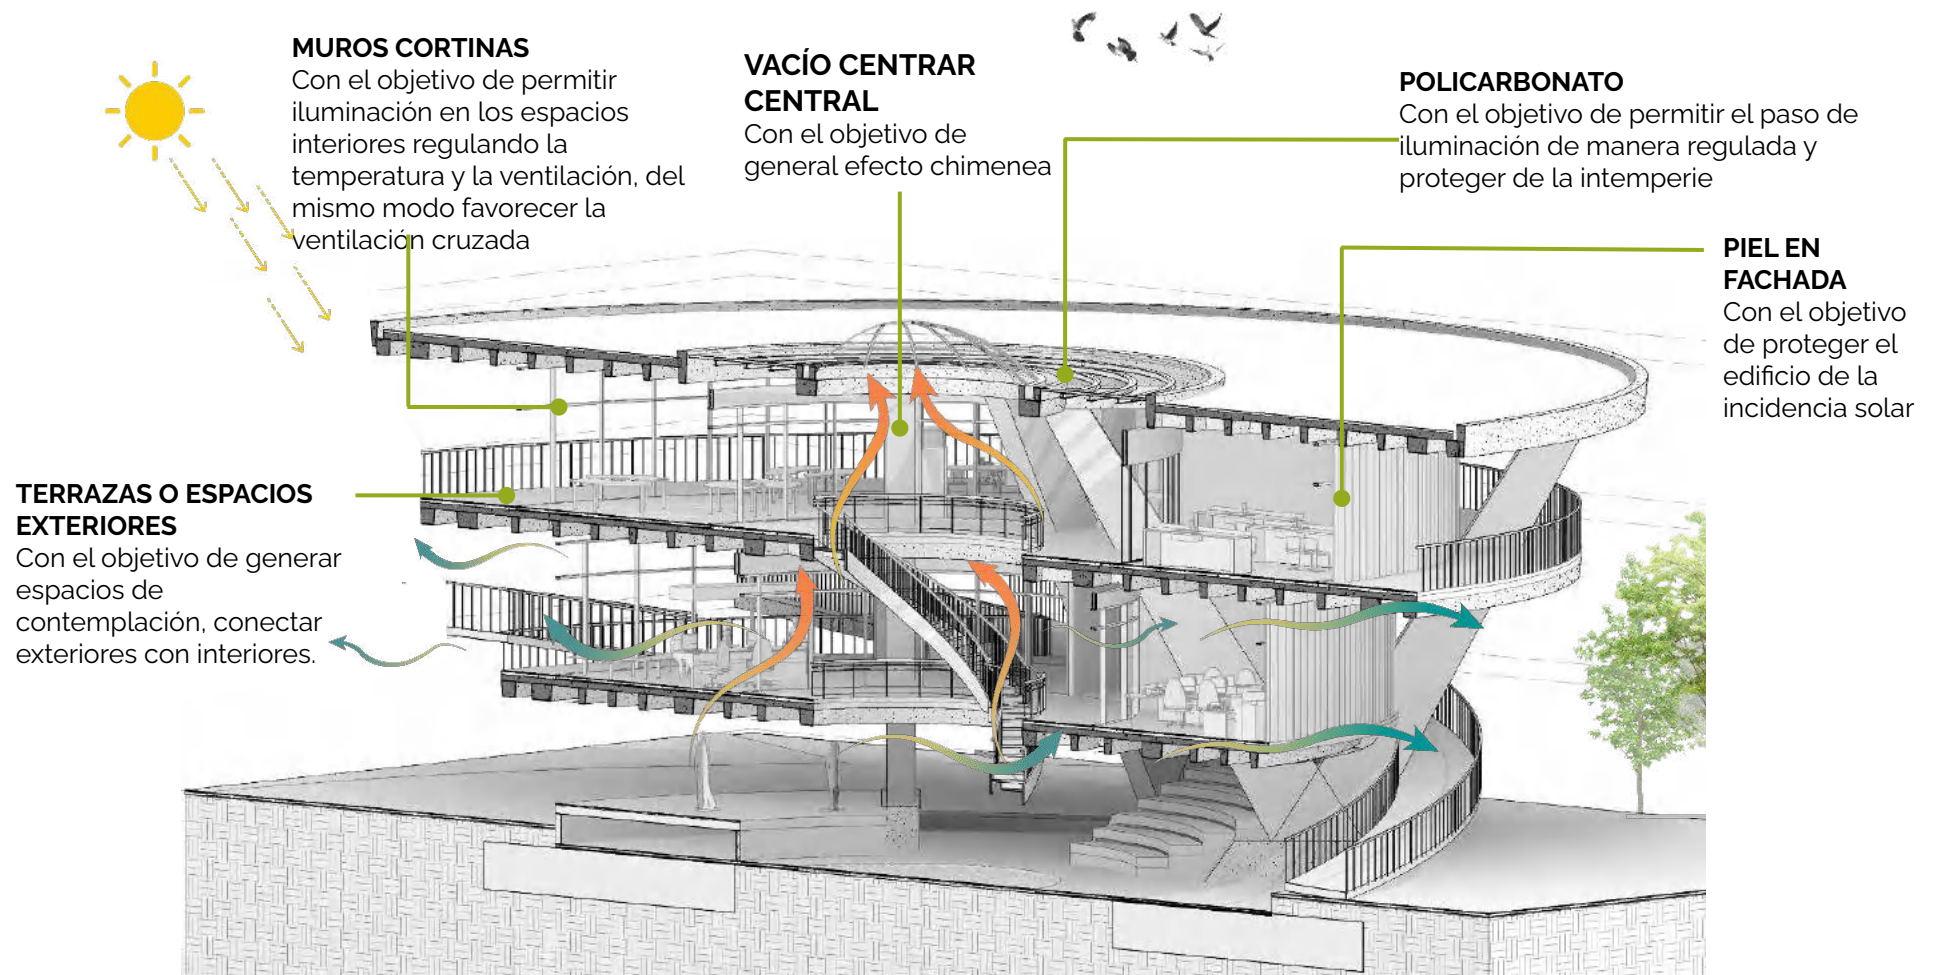 MUROS CORTINAS
Con el objetivo de permitir
iluminación en los espacios
interiores regulando la
temperatura y la ventilación, del
mismo modo favorecer la
ventilación cruzada
VACÍO CENTRAR
CENTRAL
Con el objetivo de
general efecto chimenea
POLICARBONATO
Con el objetivo de permitir el paso de
iluminación de manera regulada y
proteger de la intemperie
PIEL EN
FACHADA
Con el objetivo
de proteger el
edificio de la
incidencia solar
TERRAZAS O ESPACIOS
EXTERIORES
Con el objetivo de generar
espacios de
contemplación, conectar
exteriores con interiores.